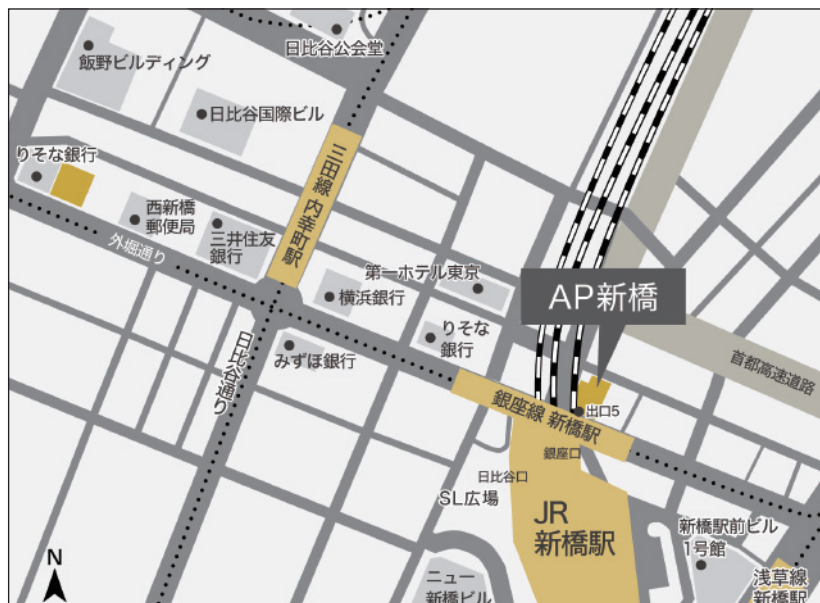 日比谷公会堂
飯野ビルディング
日比谷国際ビル
りそな銀行
三田線 内幸町駅
西新橋
郵便局
三井住友
銀行
外堀通り
第一ホテル東京
横浜銀行
AP新橋
りそな
銀行
みずほ銀行
日比谷通り
首都高速道路
銀座線 新橋駅
出口5
銀座口
日比谷口
SL広場
JR
新橋駅
新橋駅前ビル
1号館
N
ニュー
新橋ビル
浅草線
新橋駅